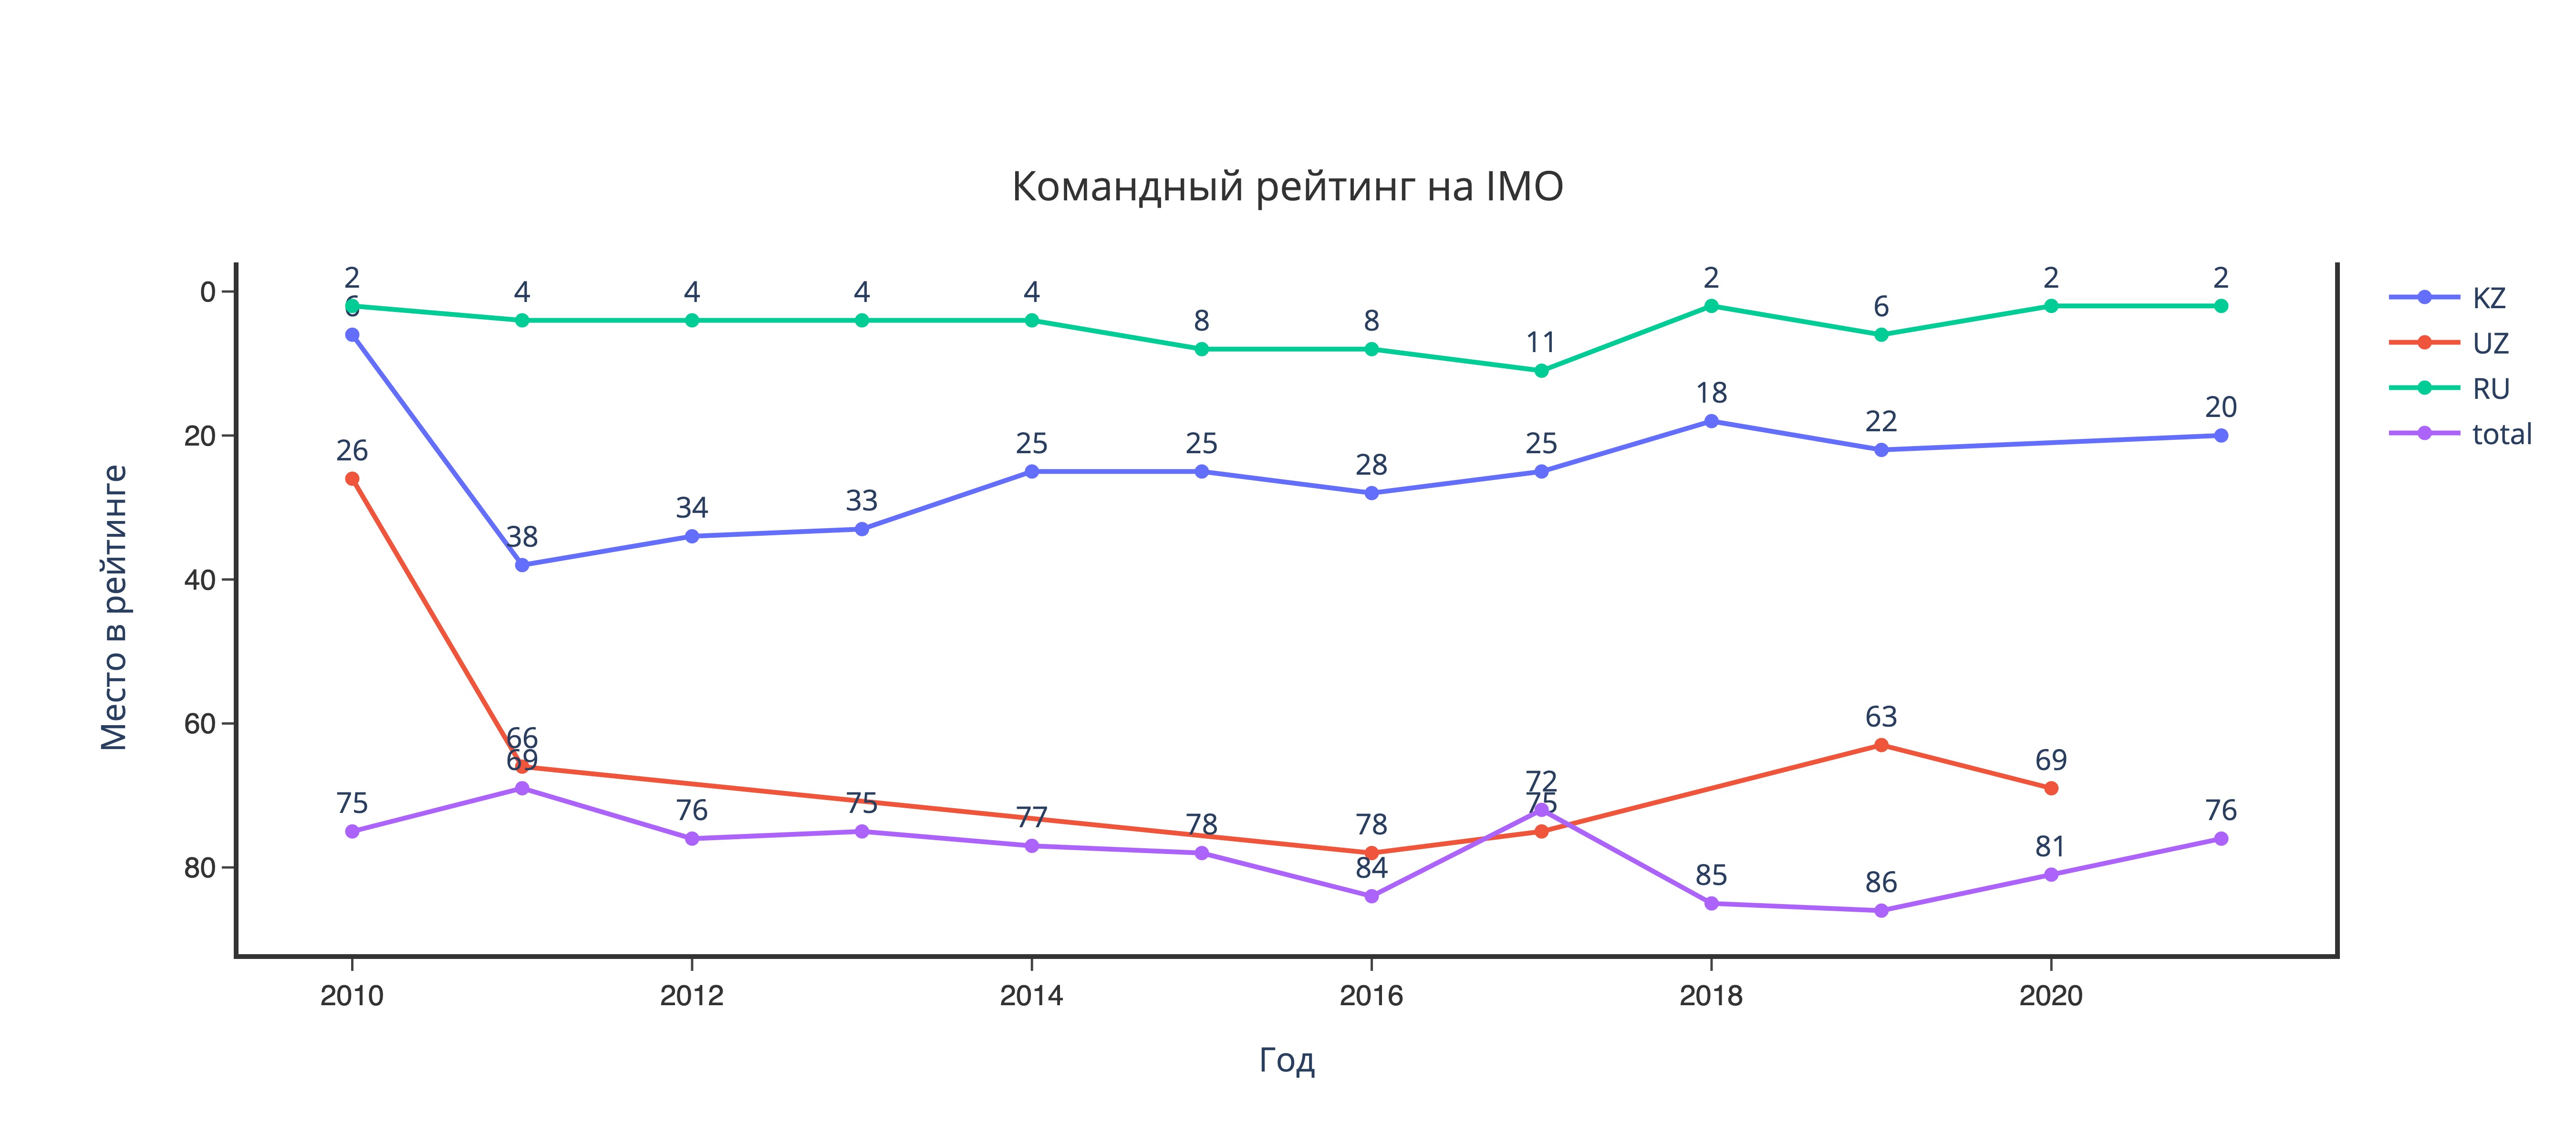 Командный рейтинг на IMO
2 4 4 4 4 8 8 11 2 6 2 2
6 38 34 33 25 25 28 25 18 22 20
26 66 78 75 63 69
75 69 76 75 77 78 84 72 85 86 81 76
0
20
40
60
80
Место в рейтинге
2010 2012 2014 2016 2018 2020
Год
KZ
UZ
RU
total